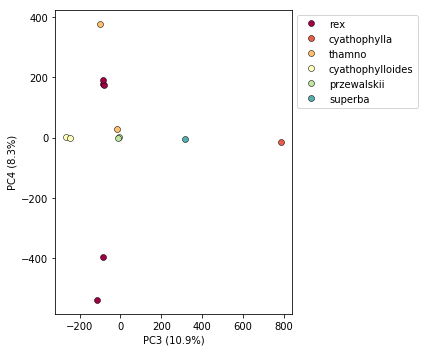 400
200
0
−200
−400
PC4 (8.3%)
−200 0 200 400 600 800
PC3 (10.9%)
rex
cyathophylla
thamno
cyathophylloides
przewalskii
superba